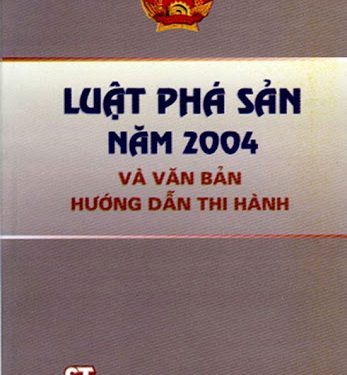 LUẬT PHÁ SẢN
NĂM 2004
VÀ VĂN BẢN
HƯỚNG DẪN THI HÀNH